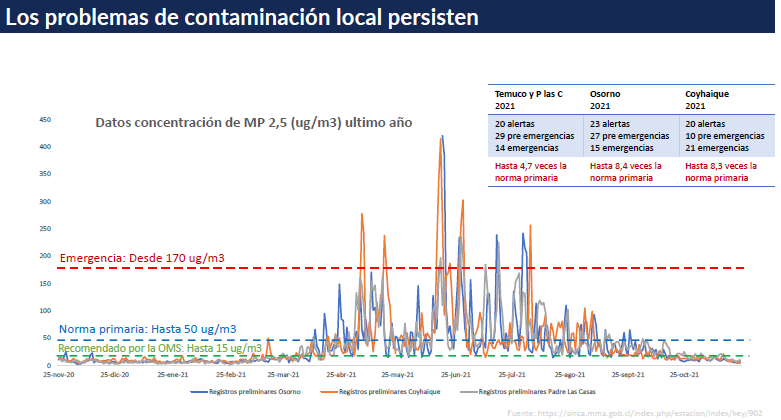 Los problemas de contaminación local persisten
Temuco y P las C
2021
Osorno
2021
Coyhaique
2021
20 alertas
29 pre emergencias
14 emergencias
23 alertas
27 pre emergencias
15 emergencias
20 alertas
10 pre emergencias
21 emergencias
Hasta 4,7 veces la
norma primaria
Hasta 8,4 veces la
norma primaria
Hasta 8,3 veces la
norma primaria
Datos concentración de MP 2,5 (ug/m3) ultimo año
450
400
350
300
250
200
150
100
50
0
Emergencia: Desde 170 ug/m3
Norma primaria: Hasta 50 ug/m3
Recomendado por la OMS: Hasta 15 ug/m3
25-nov-20
25-dic-20
25-ene-21
25-feb-21
25-mar-21
25-abr-21
25-may-21
25-jun-21
25-jul-21
25-ago-21
25-sep-21
25-oct-21
Registros preliminares Osorno
Registros preliminares Coyhaique
Registros preliminares Padre Las Casas
Fuente: https://sinca.mma.gob.cl/index.php/estacion/index/key/902